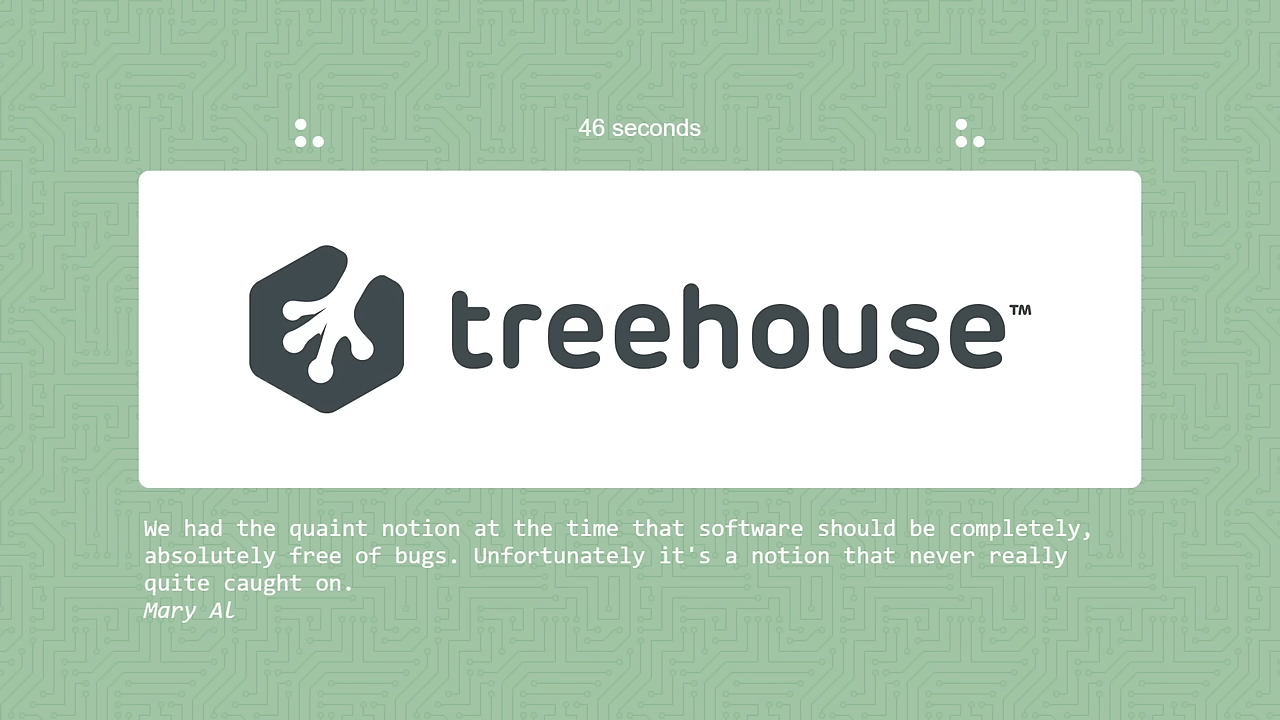 46 seconds
treehouse™
We had the quaint notion at the time that software should be completely,
absolutely free of bugs. Unfortunately it's a notion that never really
quite caught on.
Mary Al